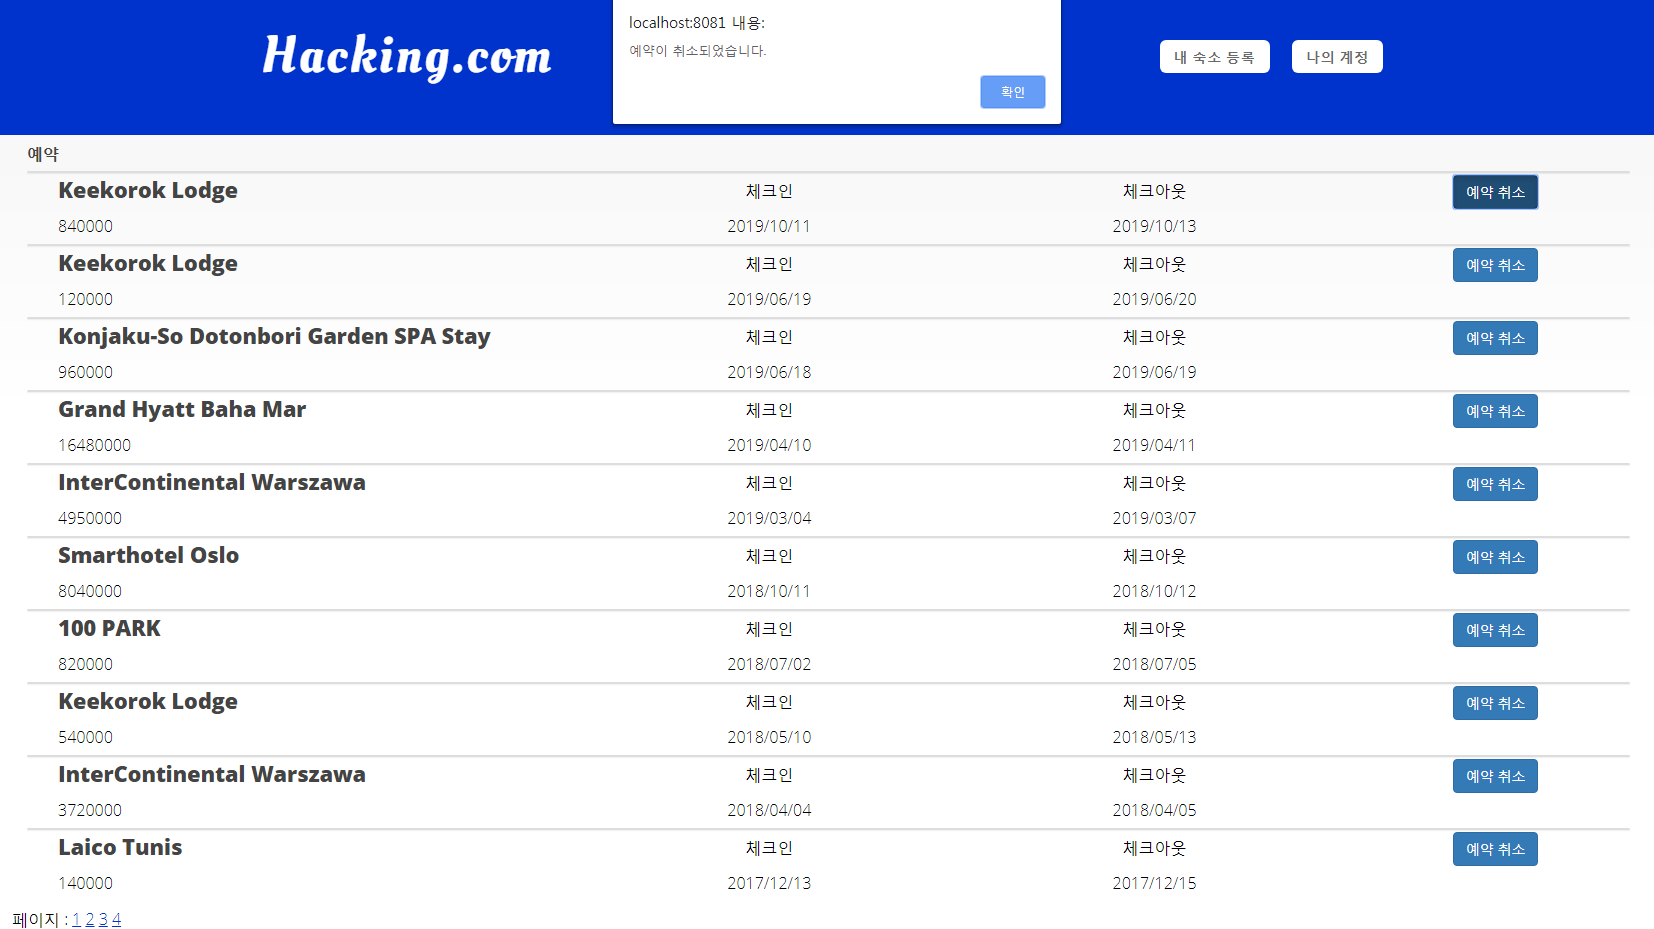 Hacking.com
localhost:8081 내용:
예약이 취소되었습니다.
확인
내 숙소 등록
나의 계정
예약
Keekorok Lodge 체크인 체크아웃 예약 취소
840000 2019/10/11 2019/10/13
Keekorok Lodge 체크인 체크아웃 예약 취소
120000 2019/06/19 2019/06/20
Konjaku-So Dotonbori Garden SPA Stay 체크인 체크아웃 예약 취소
960000 2019/06/18 2019/06/19
Grand Hyatt Baha Mar 체크인 체크아웃 예약 취소
16480000 2019/04/10 2019/04/11
InterContinental Warszawa 체크인 체크아웃 예약 취소
4950000 2019/03/04 2019/03/07
Smarthotel Oslo 체크인 체크아웃 예약 취소
8040000 2018/10/11 2018/10/12
100 PARK 체크인 체크아웃 예약 취소
820000 2018/07/02 2018/07/05
Keekorok Lodge 체크인 체크아웃 예약 취소
540000 2018/05/10 2018/05/13
InterContinental Warszawa 체크인 체크아웃 예약 취소
3720000 2018/04/04 2018/04/05
Laico Tunis 체크인 체크아웃 예약 취소
140000 2017/12/13 2017/12/15
페이지 : 1 2 3 4